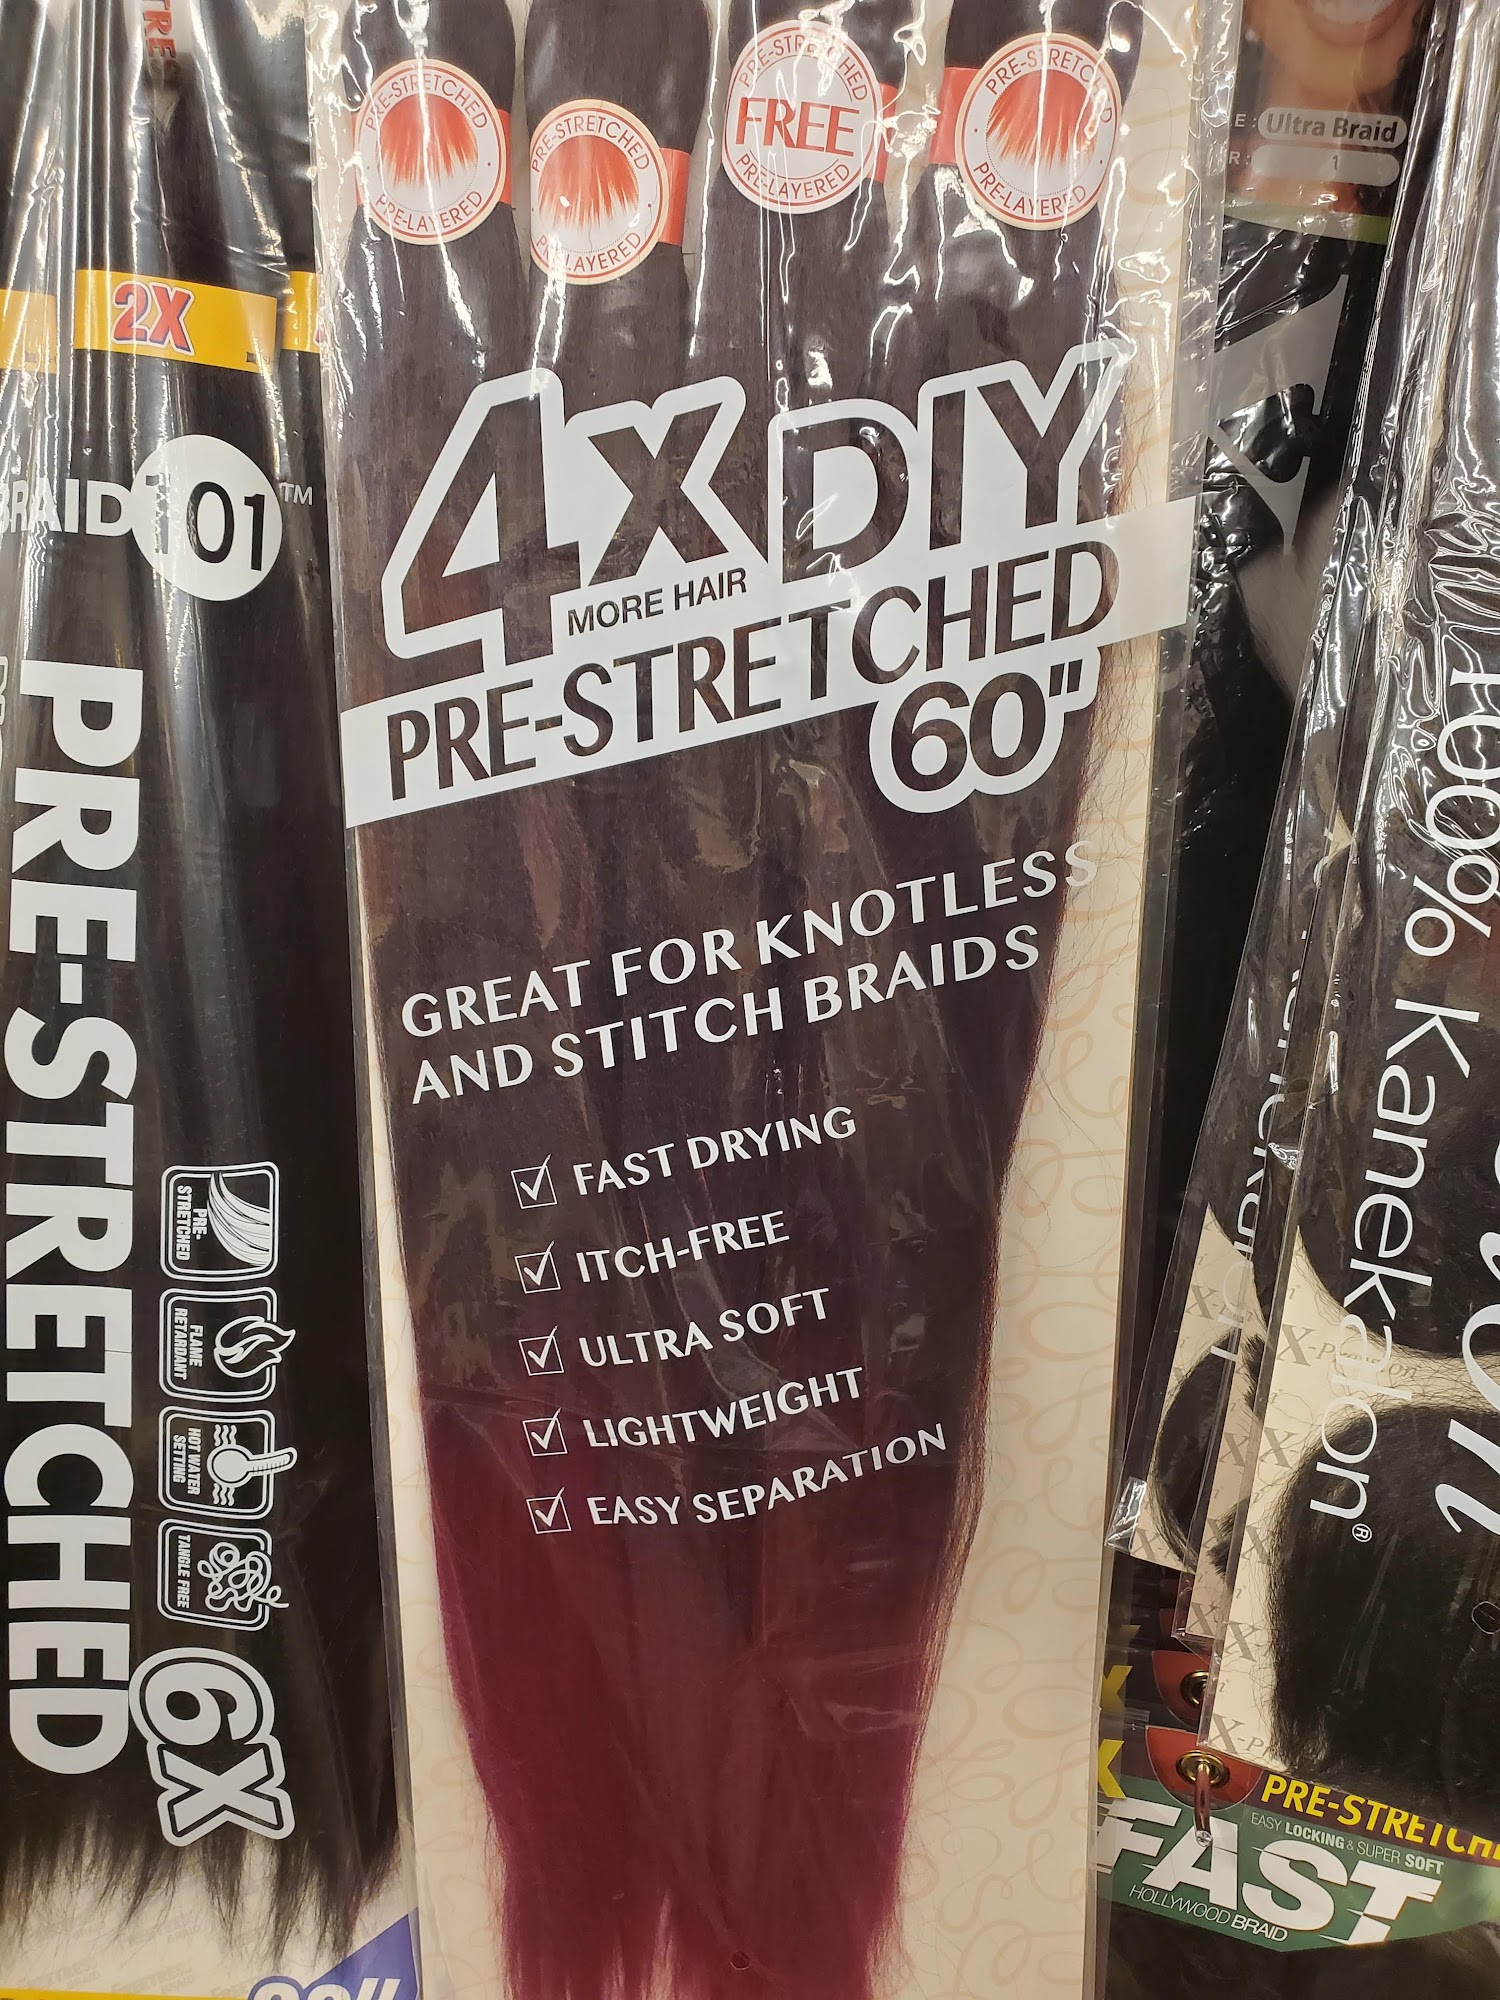 PRE-STRETCHED
PRE-LAYERED
PRE-STRETCHED
PRE-STRETCHED
FREE
PRE-LAYERED
PRE-STRETCHED
PRE-LAYERED
4X DIY
MORE HAIR
PRE-STRETCHED
60"
GREAT FOR KNOTLESS
AND STITCH BRAIDS
FAST DRYING
ITCH-FREE
ULTRA SOFT
LIGHTWEIGHT
EASY SEPARATION
2X
BRAID 101™
PRE-STRETCHED
PRE-
STRETCHED
FLAME
RETARDANT
HOT WATER
SETTING
TANGLE FREE
6X
Ultra Braid
1
X
100% Kanekalon®
PRE-STRETCH
EASY LOCKING & SUPER SOFT
FAST
HOLLYWOOD BRAID